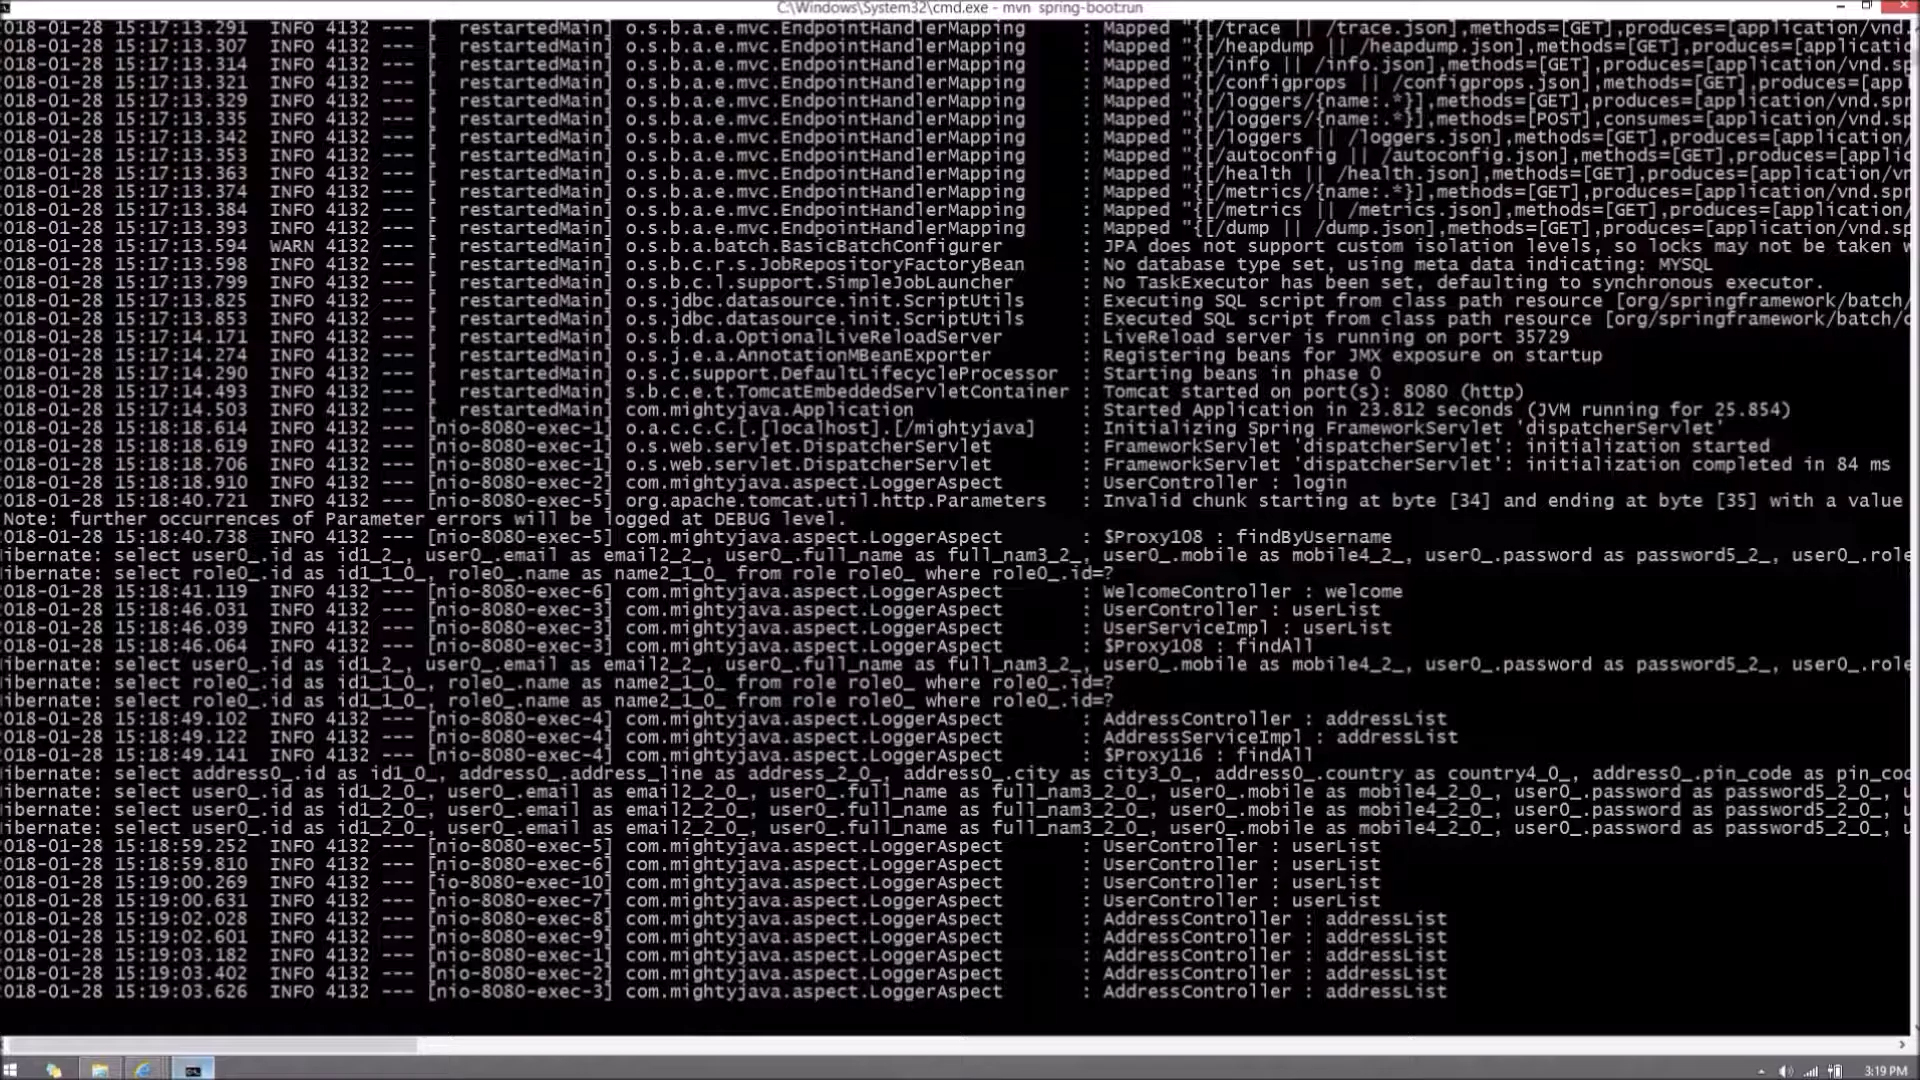 C:\Windows\System32\cmd.exe - mvn  spring-boot:run
018-01-28 15:17:13.291  INFO 4132 --- [  restartedMain] o.s.b.a.e.mvc.EndpointHandlerMapping     : Mapped "{[/trace || /trace.json],methods=[GET],produces=[application/vnd.
018-01-28 15:17:13.307  INFO 4132 --- [  restartedMain] o.s.b.a.e.mvc.EndpointHandlerMapping     : Mapped "{[/heapdump || /heapdump.json],methods=[GET],produces=[application
018-01-28 15:17:13.314  INFO 4132 --- [  restartedMain] o.s.b.a.e.mvc.EndpointHandlerMapping     : Mapped "{[/info || /info.json],methods=[GET],produces=[application/vnd.sp
018-01-28 15:17:13.321  INFO 4132 --- [  restartedMain] o.s.b.a.e.mvc.EndpointHandlerMapping     : Mapped "{[/configprops || /configprops.json],methods=[GET],produces=[appli
018-01-28 15:17:13.329  INFO 4132 --- [  restartedMain] o.s.b.a.e.mvc.EndpointHandlerMapping     : Mapped "{[/loggers/{name:.*}],methods=[GET],produces=[application/vnd.spr
018-01-28 15:17:13.335  INFO 4132 --- [  restartedMain] o.s.b.a.e.mvc.EndpointHandlerMapping     : Mapped "{[/loggers/{name:.*}],methods=[POST],consumes=[application/vnd.sp
018-01-28 15:17:13.342  INFO 4132 --- [  restartedMain] o.s.b.a.e.mvc.EndpointHandlerMapping     : Mapped "{[/loggers || /loggers.json],methods=[GET],produces=[application/
018-01-28 15:17:13.353  INFO 4132 --- [  restartedMain] o.s.b.a.e.mvc.EndpointHandlerMapping     : Mapped "{[/autoconfig || /autoconfig.json],methods=[GET],produces=[applic
018-01-28 15:17:13.363  INFO 4132 --- [  restartedMain] o.s.b.a.e.mvc.EndpointHandlerMapping     : Mapped "{[/health || /health.json],methods=[GET],produces=[application/vn
018-01-28 15:17:13.374  INFO 4132 --- [  restartedMain] o.s.b.a.e.mvc.EndpointHandlerMapping     : Mapped "{[/metrics/{name:.*}],methods=[GET],produces=[application/vnd.spr
018-01-28 15:17:13.384  INFO 4132 --- [  restartedMain] o.s.b.a.e.mvc.EndpointHandlerMapping     : Mapped "{[/metrics || /metrics.json],methods=[GET],produces=[application/
018-01-28 15:17:13.393  INFO 4132 --- [  restartedMain] o.s.b.a.e.mvc.EndpointHandlerMapping     : Mapped "{[/dump || /dump.json],methods=[GET],produces=[application/vnd.sp
018-01-28 15:17:13.594  WARN 4132 --- [  restartedMain] o.s.b.a.batch.BasicBatchConfigurer       : JPA does not support custom isolation levels, so locks may not be taken w
018-01-28 15:17:13.598  INFO 4132 --- [  restartedMain] o.s.b.c.r.s.JobRepositoryFactoryBean     : No database type set, using meta data indicating: MYSQL
018-01-28 15:17:13.799  INFO 4132 --- [  restartedMain] o.s.b.c.l.support.SimpleJobLauncher      : No TaskExecutor has been set, defaulting to synchronous executor.
018-01-28 15:17:13.825  INFO 4132 --- [  restartedMain] o.s.jdbc.datasource.init.ScriptUtils     : Executing SQL script from class path resource [org/springframework/batch/
018-01-28 15:17:13.853  INFO 4132 --- [  restartedMain] o.s.jdbc.datasource.init.ScriptUtils     : Executed SQL script from class path resource [org/springframework/batch/c
018-01-28 15:17:14.171  INFO 4132 --- [  restartedMain] o.s.b.d.a.OptionalLiveReloadServer       : LiveReload server is running on port 35729
018-01-28 15:17:14.274  INFO 4132 --- [  restartedMain] o.s.j.e.a.AnnotationMBeanExporter        : Registering beans for JMX exposure on startup
018-01-28 15:17:14.290  INFO 4132 --- [  restartedMain] o.s.c.support.DefaultLifecycleProcessor  : Starting beans in phase 0
018-01-28 15:17:14.493  INFO 4132 --- [  restartedMain] s.b.c.e.t.TomcatEmbeddedServletContainer : Tomcat started on port(s): 8080 (http)
018-01-28 15:17:14.503  INFO 4132 --- [  restartedMain] com.mightyjava.Application               : Started Application in 23.812 seconds (JVM running for 25.854)
018-01-28 15:18:18.614  INFO 4132 --- [nio-8080-exec-1] o.a.c.c.C.[.[localhost].[/mightyjava]    : Initializing Spring FrameworkServlet 'dispatcherServlet'
018-01-28 15:18:18.619  INFO 4132 --- [nio-8080-exec-1] o.s.web.servlet.DispatcherServlet        : FrameworkServlet 'dispatcherServlet': initialization started
018-01-28 15:18:18.706  INFO 4132 --- [nio-8080-exec-1] o.s.web.servlet.DispatcherServlet        : FrameworkServlet 'dispatcherServlet': initialization completed in 84 ms
018-01-28 15:18:18.910  INFO 4132 --- [nio-8080-exec-2] com.mightyjava.aspect.LoggerAspect       : UserController : login
018-01-28 15:18:40.721  INFO 4132 --- [nio-8080-exec-5] org.apache.tomcat.util.http.Parameters   : Invalid chunk starting at byte [34] and ending at byte [35] with a value
Note: further occurrences of Parameter errors will be logged at DEBUG level.
018-01-28 15:18:40.738  INFO 4132 --- [nio-8080-exec-5] com.mightyjava.aspect.LoggerAspect       : $Proxy108 : findByUsername
ibernate: select user0_.id as id1_2_, user0_.email as email2_2_, user0_.full_name as full_nam3_2_, user0_.mobile as mobile4_2_, user0_.password as password5_2_, user0_.role
ibernate: select role0_.id as id1_1_0_, role0_.name as name2_1_0_ from role role0_ where role0_.id=?
018-01-28 15:18:41.119  INFO 4132 --- [nio-8080-exec-6] com.mightyjava.aspect.LoggerAspect       : WelcomeController : welcome
018-01-28 15:18:46.031  INFO 4132 --- [nio-8080-exec-3] com.mightyjava.aspect.LoggerAspect       : UserController : userList
018-01-28 15:18:46.039  INFO 4132 --- [nio-8080-exec-3] com.mightyjava.aspect.LoggerAspect       : UserServiceImpl : userList
018-01-28 15:18:46.064  INFO 4132 --- [nio-8080-exec-3] com.mightyjava.aspect.LoggerAspect       : $Proxy108 : findAll
ibernate: select user0_.id as id1_2_, user0_.email as email2_2_, user0_.full_name as full_nam3_2_, user0_.mobile as mobile4_2_, user0_.password as password5_2_, user0_.role
ibernate: select role0_.id as id1_1_0_, role0_.name as name2_1_0_ from role role0_ where role0_.id=?
ibernate: select role0_.id as id1_1_0_, role0_.name as name2_1_0_ from role role0_ where role0_.id=?
018-01-28 15:18:49.102  INFO 4132 --- [nio-8080-exec-4] com.mightyjava.aspect.LoggerAspect       : AddressController : addressList
018-01-28 15:18:49.122  INFO 4132 --- [nio-8080-exec-4] com.mightyjava.aspect.LoggerAspect       : AddressServiceImpl : addressList
018-01-28 15:18:49.141  INFO 4132 --- [nio-8080-exec-4] com.mightyjava.aspect.LoggerAspect       : $Proxy116 : findAll
ibernate: select address0_.id as id1_0_, address0_.address_line as address_2_0_, address0_.city as city3_0_, address0_.country as country4_0_, address0_.pin_code as pin_cod
ibernate: select user0_.id as id1_2_0_, user0_.email as email2_2_0_, user0_.full_name as full_nam3_2_0_, user0_.mobile as mobile4_2_0_, user0_.password as password5_2_0_, u
ibernate: select user0_.id as id1_2_0_, user0_.email as email2_2_0_, user0_.full_name as full_nam3_2_0_, user0_.mobile as mobile4_2_0_, user0_.password as password5_2_0_, u
ibernate: select user0_.id as id1_2_0_, user0_.email as email2_2_0_, user0_.full_name as full_nam3_2_0_, user0_.mobile as mobile4_2_0_, user0_.password as password5_2_0_, u
018-01-28 15:18:59.252  INFO 4132 --- [nio-8080-exec-5] com.mightyjava.aspect.LoggerAspect       : UserController : userList
018-01-28 15:18:59.810  INFO 4132 --- [nio-8080-exec-6] com.mightyjava.aspect.LoggerAspect       : UserController : userList
018-01-28 15:19:00.269  INFO 4132 --- [io-8080-exec-10] com.mightyjava.aspect.LoggerAspect       : UserController : userList
018-01-28 15:19:00.631  INFO 4132 --- [nio-8080-exec-7] com.mightyjava.aspect.LoggerAspect       : UserController : userList
018-01-28 15:19:02.028  INFO 4132 --- [nio-8080-exec-8] com.mightyjava.aspect.LoggerAspect       : AddressController : addressList
018-01-28 15:19:02.601  INFO 4132 --- [nio-8080-exec-9] com.mightyjava.aspect.LoggerAspect       : AddressController : addressList
018-01-28 15:19:03.182  INFO 4132 --- [nio-8080-exec-1] com.mightyjava.aspect.LoggerAspect       : AddressController : addressList
018-01-28 15:19:03.402  INFO 4132 --- [nio-8080-exec-2] com.mightyjava.aspect.LoggerAspect       : AddressController : addressList
018-01-28 15:19:03.626  INFO 4132 --- [nio-8080-exec-3] com.mightyjava.aspect.LoggerAspect       : AddressController : addressList
3:19 PM